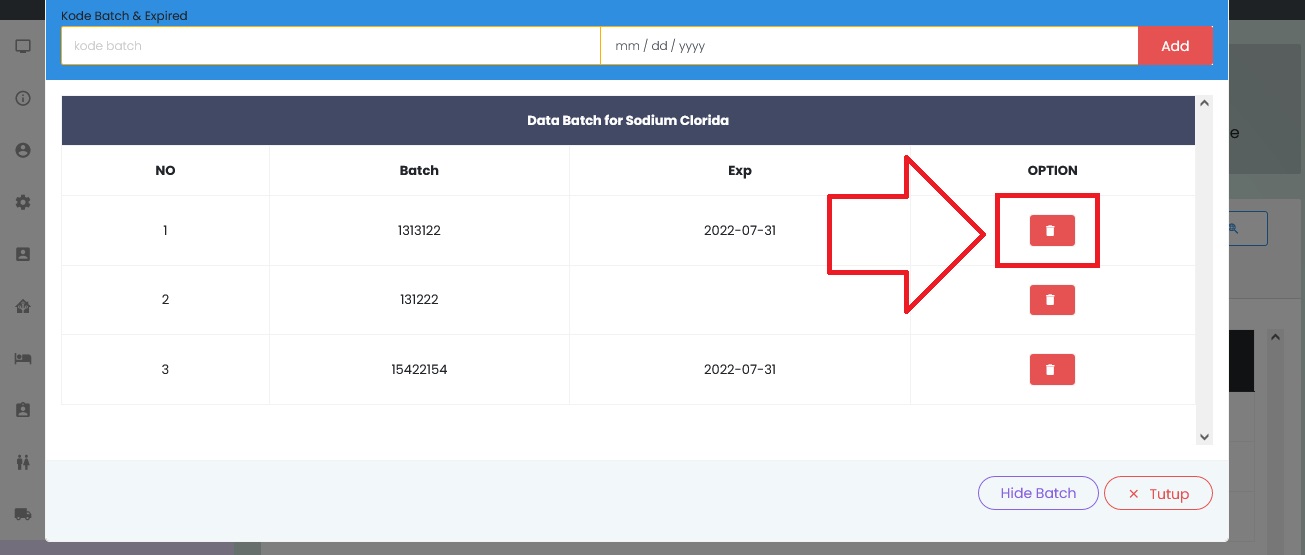 Kode Batch & Expired
kode batch mm / dd / yyyy Add
Data Batch for Sodium Clorida
NO Batch Exp OPTION
1 1313122 2022-07-31
2 131222
3 15422154 2022-07-31
Hide Batch × Tutup
e